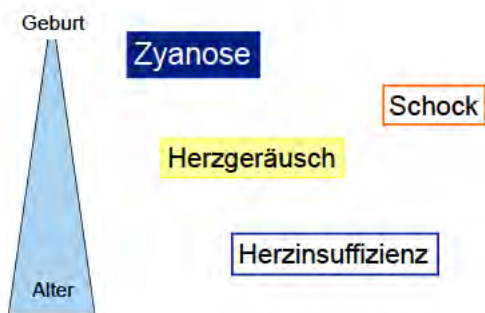 Geburt
Zyanose
Schock
Herzgeräusch
Herzinsuffizienz
Alter